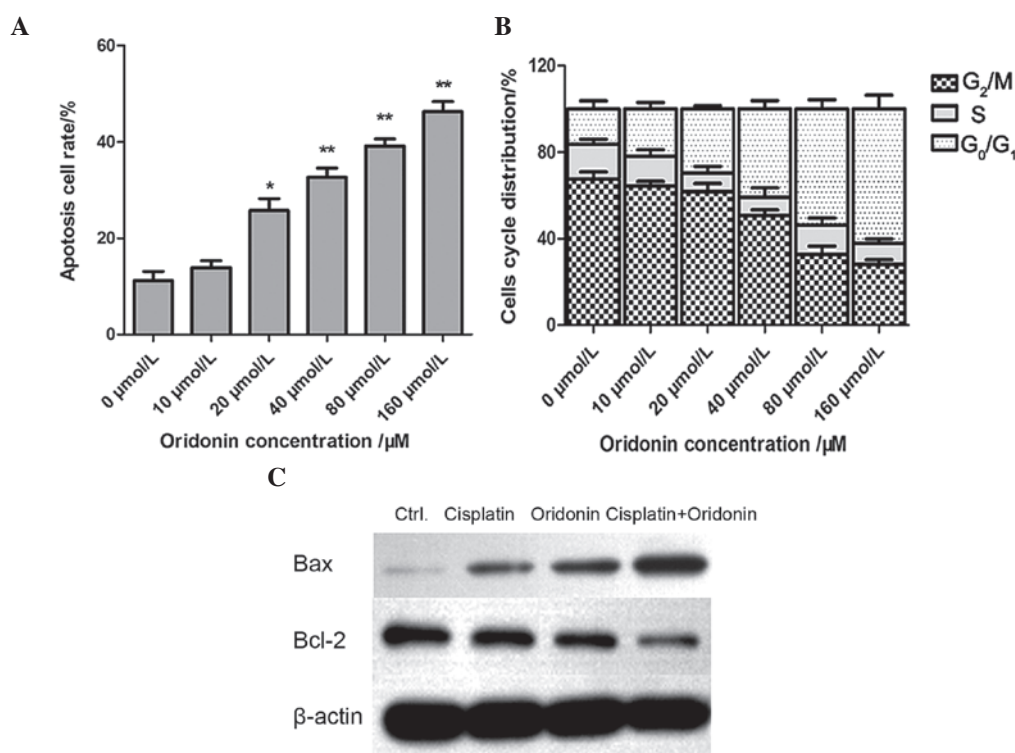 A
B
60
40
20
0
Apotosis cell rate/%
*
**
**
**
0 µmol/L
10 µmol/L
20 µmol/L
40 µmol/L
80 µmol/L
160 µmol/L
Oridonin concentration /µM
120
80
40
0
Cells cycle distribution/%
G₂/M
S
G₀/G₁
0 µmol/L
10 µmol/L
20 µmol/L
40 µmol/L
80 µmol/L
160 µmol/L
Oridonin concentration /µM
C
Ctrl. Cisplatin Oridonin Cisplatin+Oridonin
Bax
Bcl-2
β-actin